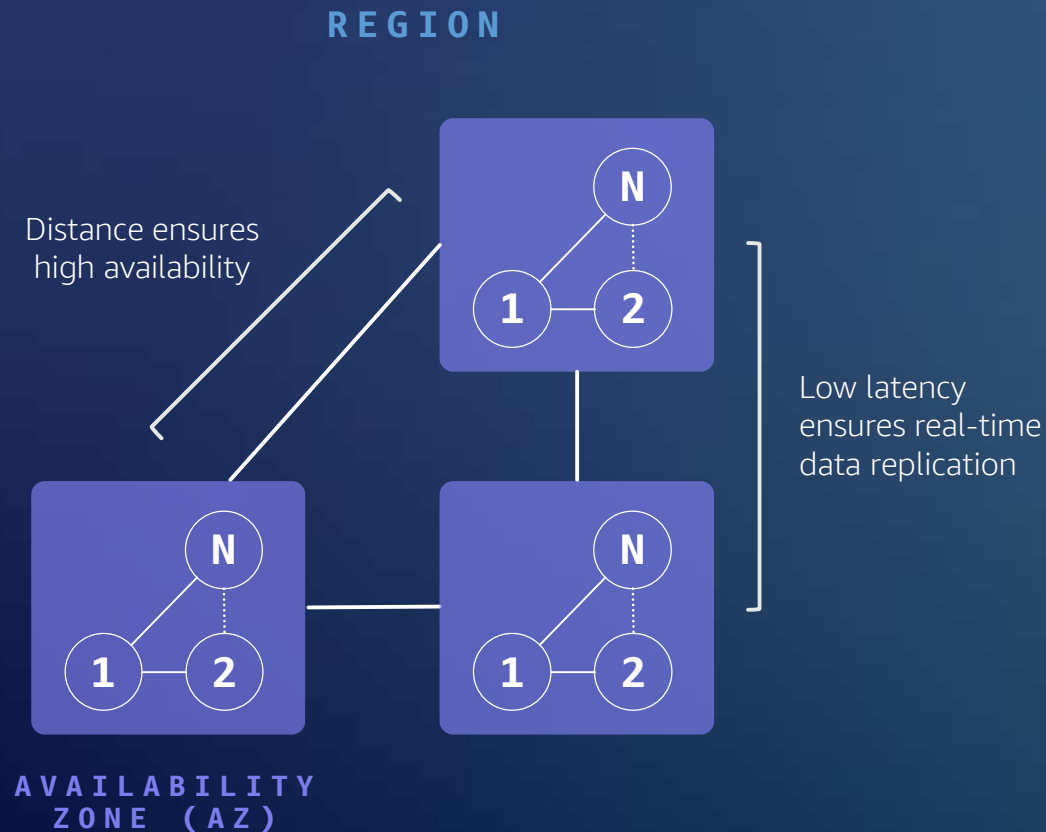 REGION
N
Distance ensures
high availability
1
2
Low latency
ensures real-time
data replication
N
N
1
2
1
2
AVAILABILITY
ZONE (AZ)